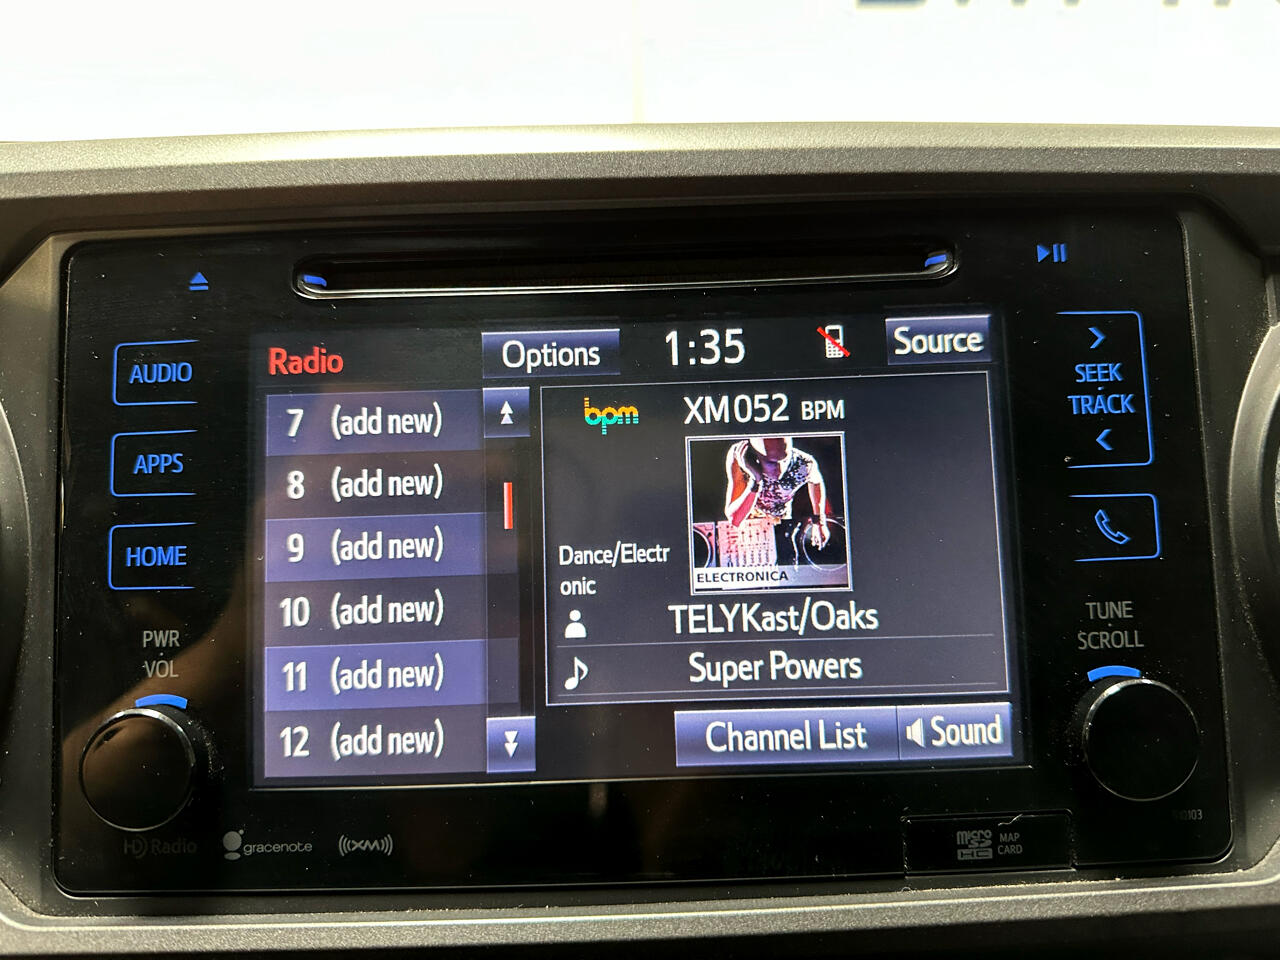 AUDIO
APPS
HOME
PWR
VOL
Radio
Options
1:35
Source
7 (add new)
8 (add new)
9 (add new)
10 (add new)
11 (add new)
12 (add new)
bpm
XM052 BPM
ELECTRONICA
Dance/Electr
onic
TELYKast/Oaks
Super Powers
Channel List
Sound
SEEK
TRACK
TUNE
SCROLL
HD Radio
gracenote
((XM))
micro
SD
HC
MAP
CARD